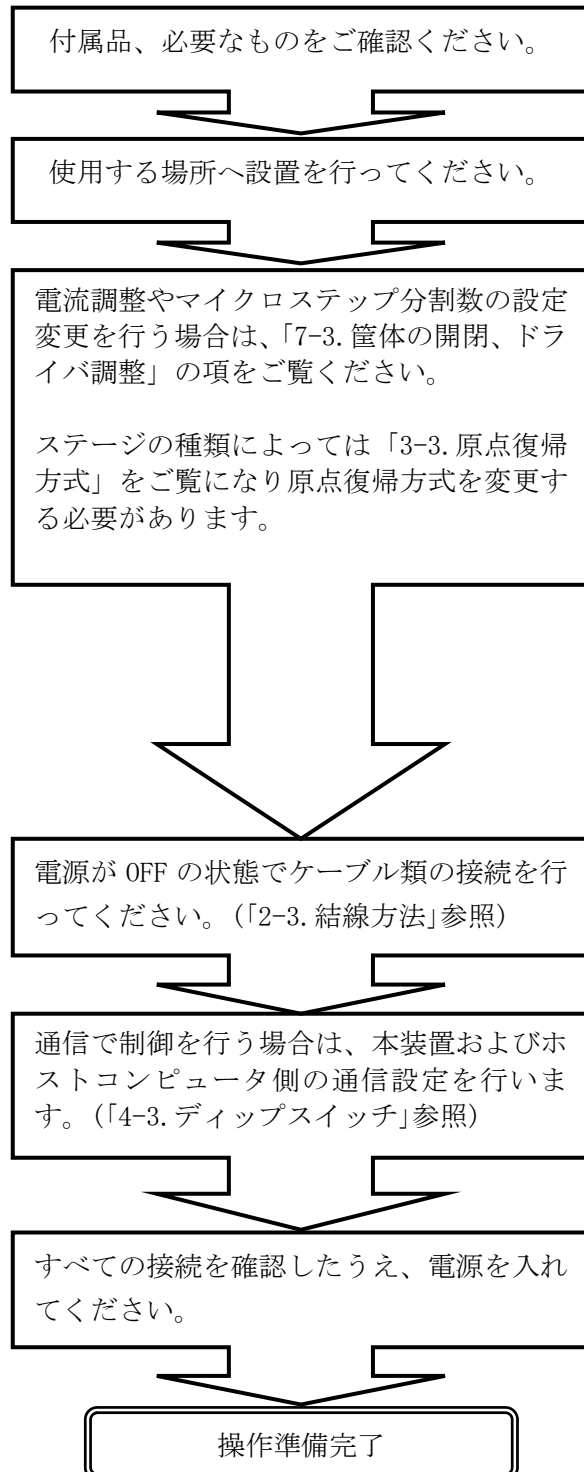 付属品、必要なものをご確認ください。
使用する場所へ設置を行ってください。
電流調整やマイクロステップ分割数の設定
変更を行う場合は、「7-3.筐体の開閉、ドラ
イバ調整」の項をご覧ください。
ステージの種類によっては「3-3.原点復帰
方式」をご覧になり原点復帰方式を変更す
る必要があります。
電源が OFF の状態でケーブル類の接続を行
ってください。(「2-3.結線方法」参照)
通信で制御を行う場合は、本装置およびホ
ストコンピュータ側の通信設定を行いま
す。(「4-3.ディップスイッチ」参照)
すべての接続を確認したうえ、電源を入れ
てください。
操作準備完了